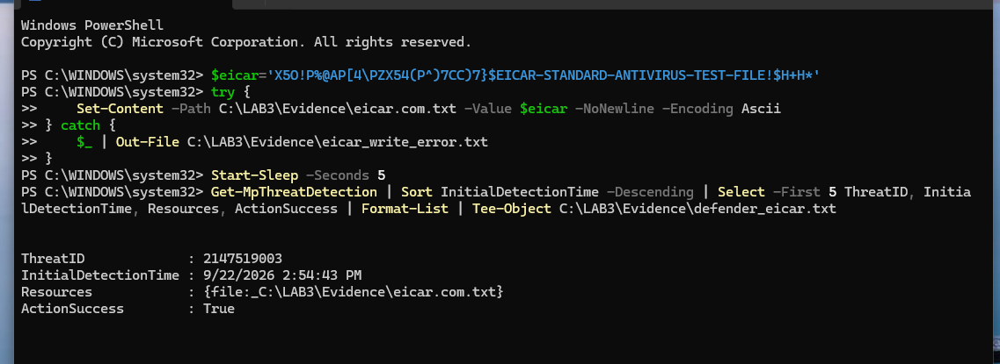 Windows PowerShell
Copyright (C) Microsoft Corporation. All rights reserved.
PS C:\WINDOWS\system32> $eicar='X5O!P%@AP[4\PZX54(P^)7CC)7}$EICAR-STANDARD-ANTIVIRUS-TEST-FILE!$H+H*'
PS C:\WINDOWS\system32> try {
>>     Set-Content -Path C:\LAB3\Evidence\eicar.com.txt -Value $eicar -NoNewline -Encoding Ascii
>> } catch {
>>     $_ | Out-File C:\LAB3\Evidence\eicar_write_error.txt
>> }
PS C:\WINDOWS\system32> Start-Sleep -Seconds 5
PS C:\WINDOWS\system32> Get-MpThreatDetection | Sort InitialDetectionTime -Descending | Select -First 5 ThreatID, Initia
lDetectionTime, Resources, ActionSuccess | Format-List | Tee-Object C:\LAB3\Evidence\defender_eicar.txt
ThreatID             : 2147519003
InitialDetectionTime : 9/22/2026 2:54:43 PM
Resources            : {file:_C:\LAB3\Evidence\eicar.com.txt}
ActionSuccess        : True